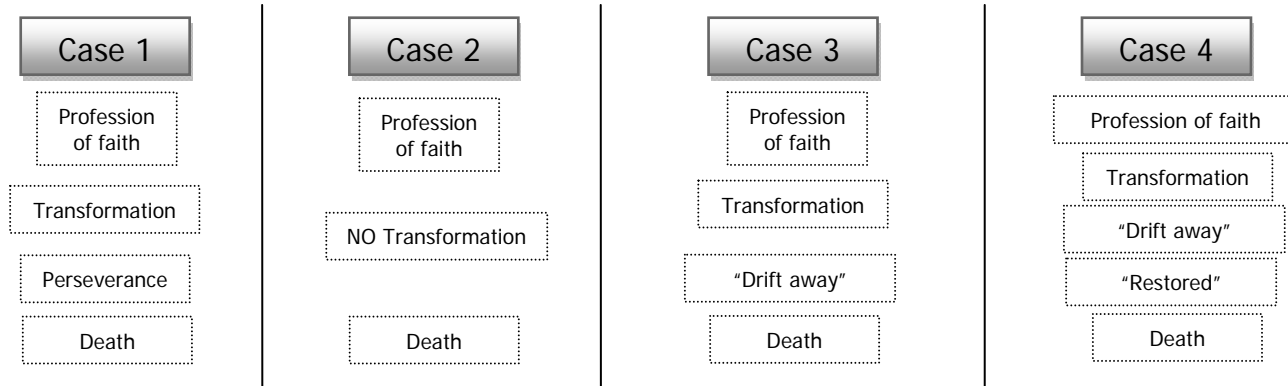 Case 1
Profession
of faith
Transformation
Perseverance
Death
Case 2
Profession
of faith
NO Transformation
Death
Case 3
Profession
of faith
Transformation
“Drift away”
Death
Case 4
Profession of faith
Transformation
“Drift away”
“Restored”
Death